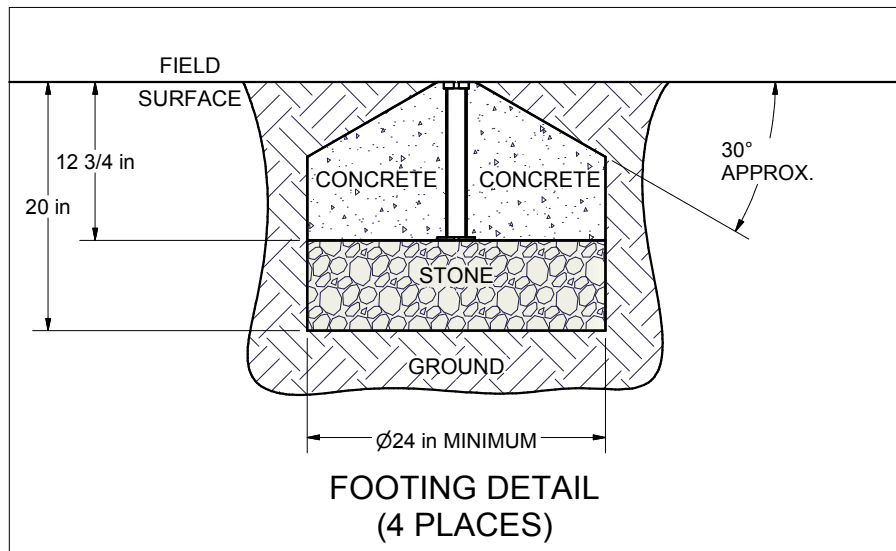 FIELD
SURFACE
12 3/4 in
20 in
30°
APPROX.
CONCRETE
CONCRETE
STONE
GROUND
Ø24 in MINIMUM
FOOTING DETAIL
(4 PLACES)